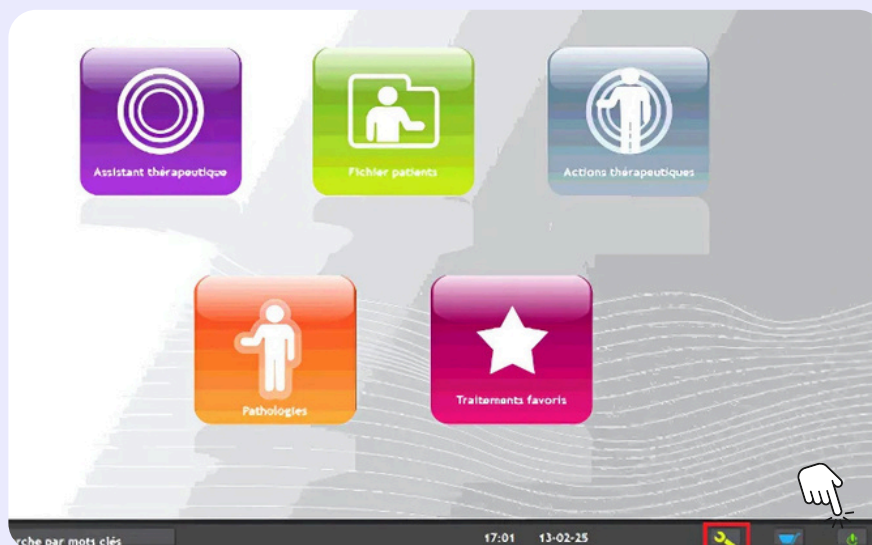 Assistant thérapeutique
Fichier patients
Actions thérapeutiques
Pathologies
Traitements favoris
rche par mots clés
17:01 13-02-25